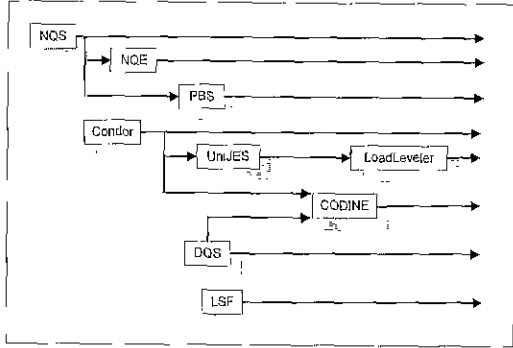 NQS
NQE
PBS
Condor
UniJES
LoadLeveler
CODINE
DQS
LSF